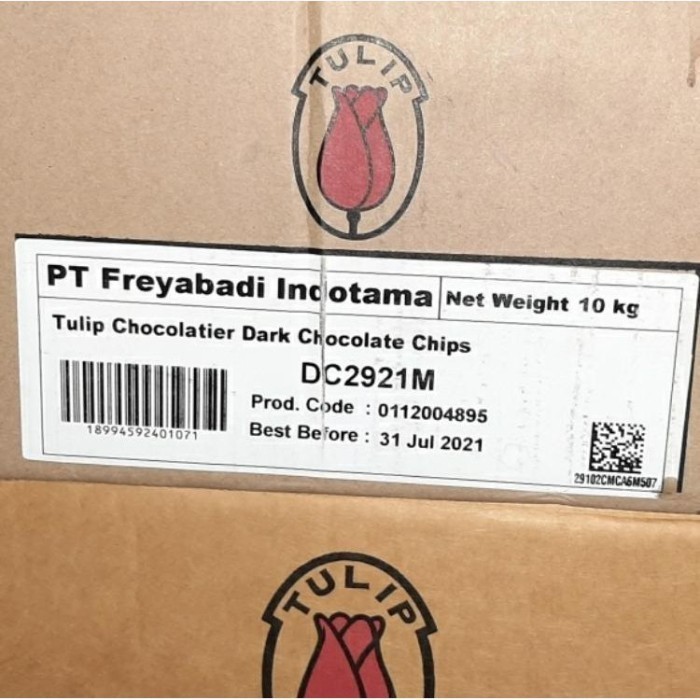 TULIP
PT Freyabadi Indotama
Net Weight 10 kg
Tulip Chocolatier Dark Chocolate Chips
DC2921M
Prod. Code : 0112004895
Best Before : 31 Jul 2021
18994592401071
29102CMCA6M507
TULIP